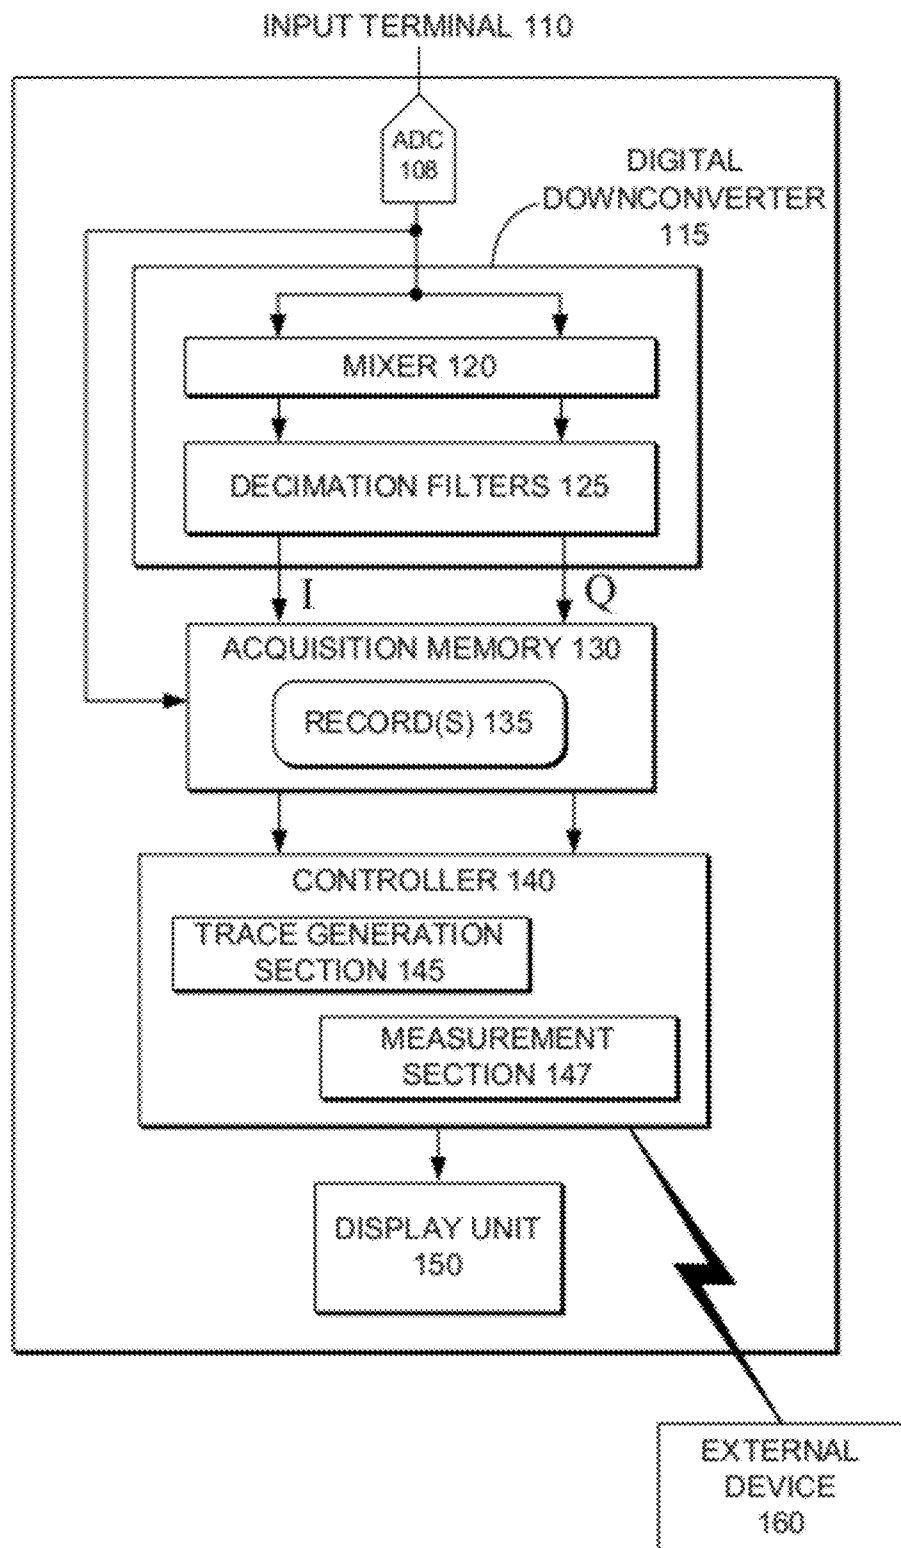 INPUT TERMINAL 110
ADC
108
DIGITAL
DOWNCONVERTER
115
MIXER 120
DECIMATION FILTERS 125
I
Q
ACQUISITION MEMORY 130
RECORD(S) 135
CONTROLLER 140
TRACE GENERATION
SECTION 145
MEASUREMENT
SECTION 147
DISPLAY UNIT
150
EXTERNAL
DEVICE
160